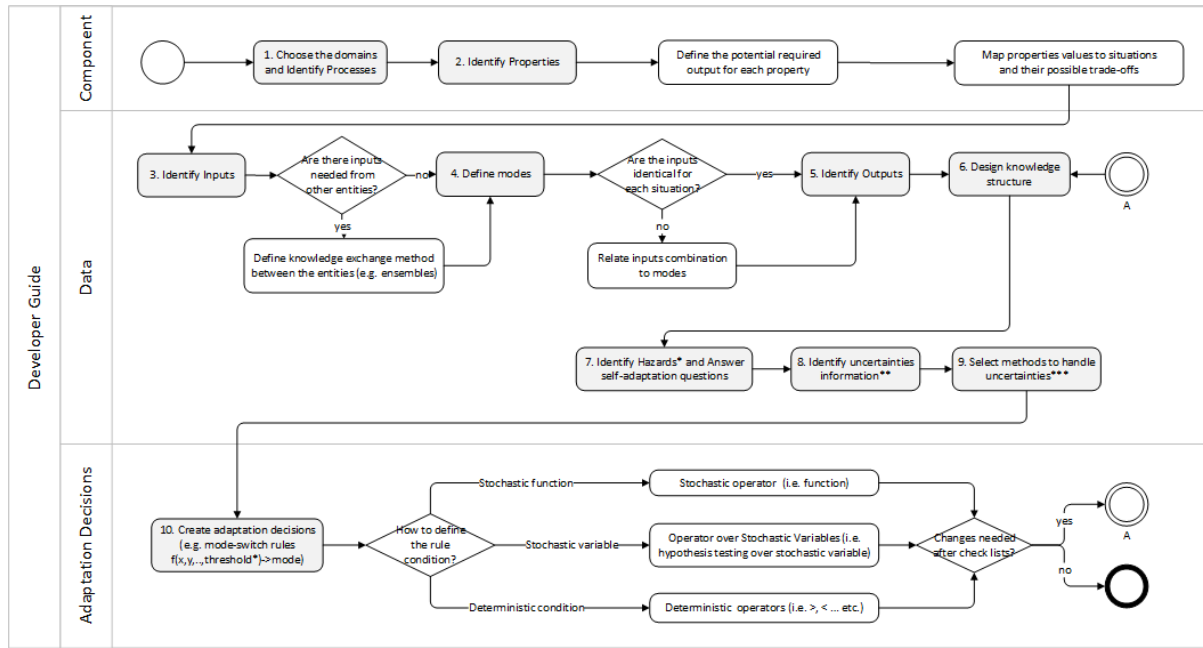 Developer Guide
Component
1. Choose the domains
and Identify Processes
2. Identify Properties
Define the potential required
output for each property
Map properties values to situations
and their possible trade-offs
Data
3. Identify Inputs
Are there inputs
needed from
other entities?
no
yes
Define knowledge exchange method
between the entities (e.g. ensembles)
4. Define modes
Are the inputs
identical for
each situation?
yes
no
Relate inputs combination
to modes
5. Identify Outputs
6. Design knowledge
structure
A
7. Identify Hazards* and Answer
self-adaptation questions
8. Identify uncertainties
information**
9. Select methods to handle
uncertainties***
Adaptation Decisions
10. Create adaptation decisions
(e.g. mode-switch rules
f(x,y,..,threshold*)->mode)
How to define
the rule
condition?
Stochastic function
Stochastic operator (i.e. function)
Stochastic variable
Operator over Stochastic Variables (i.e.
hypothesis testing over stochastic variable)
Deterministic condition
Deterministic operators (i.e. >, < ... etc.)
Changes needed
after check lists?
yes
A
no